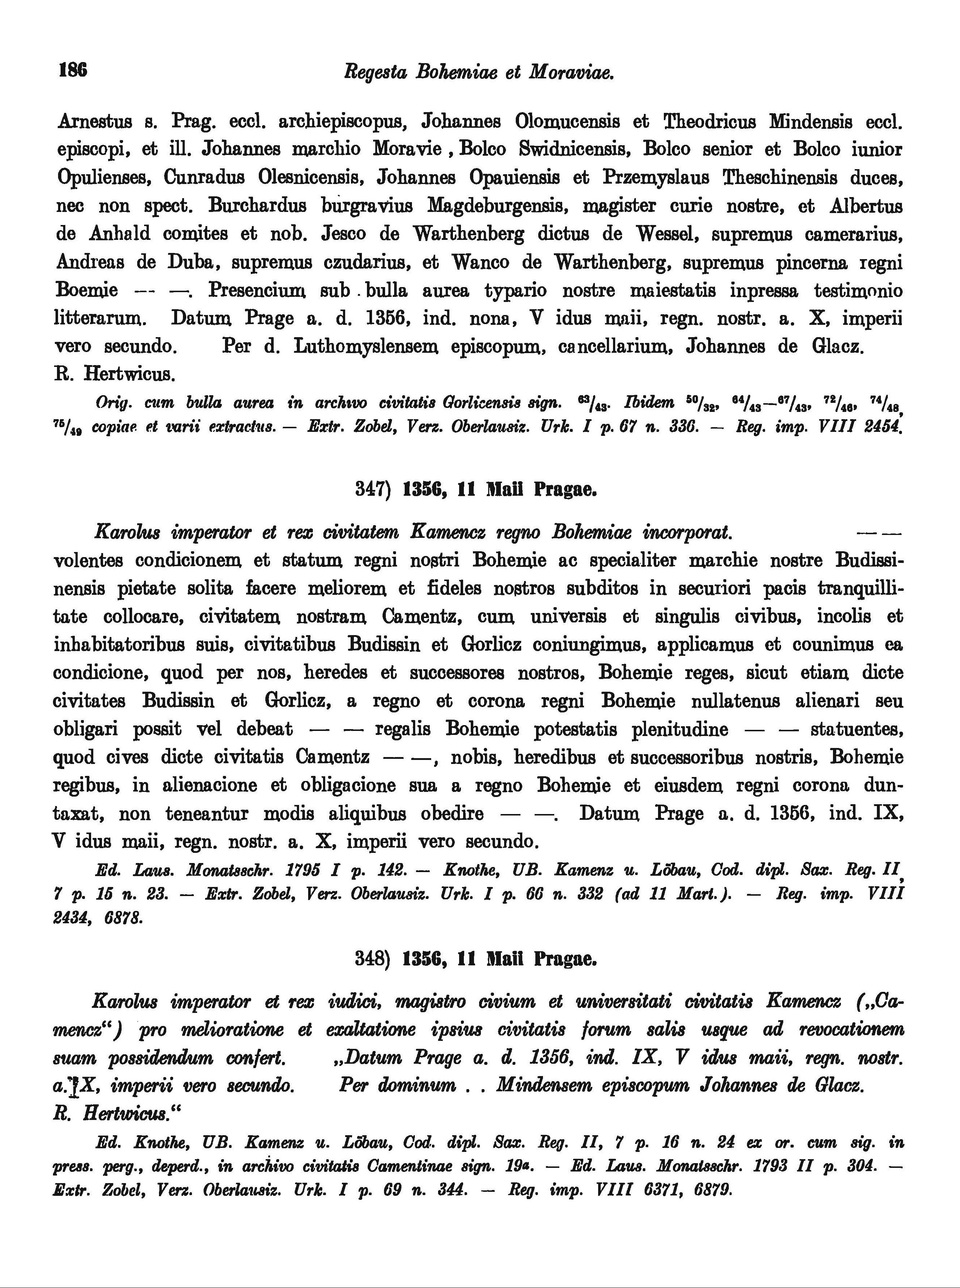 186 Regesta Bohemiae et Moraviae.
Arnestus s. Prag. eccl. archiepiscopus, Johannes Olomucensis et Theodricus Mindensis eccl.
episcopi, et ill. Johannes marchio Moravie, Bolco Swidnicensis, Bolco senior et Bolco iunior
Opulienses, Cunradus Olesnicensis, Johannes Opauiensis et Przemyslaus Theschinensis duces,
nec non spect. Burchardus burgravius Magdeburgensis, magister curie nostre, et Albertus
de Anhald comites et nob. Jesco de Warthenberg dictus de Wessel, supremus camerarius,
Andreas de Duba, supremus czudarius, et Wanco de Warthenberg, supremus pincerna regni
Boemie — —. Presencium sub bulla aurea typario nostre maiestatis inpressa testimonio
litterarum. Datum Prage a. d. 1356, ind. nona, V idus maii, regn. nostr. a. X, imperii
vero secundo. Per d. Luthomyslensem episcopum, cancellarium, Johannes de Glacz.
R. Hertwicus.
Orig. cum bulla aurea in archivo civitatis Gorlicensis sign. 63/43. Ibidem 50/32, 64/43—67/43, 72/46, 74/48,
75/49 copiae et varii extractus. — Extr. Zobel, Verz. Oberlausiz. Urk. I p. 67 n. 336. — Reg. imp. VIII 2454.
347) 1356, 11 Maii Pragae.
Karolus imperator et rex civitatem Kamencz regno Bohemiae incorporat. — —
volentes condicionem et statum regni nostri Bohemie ac specialiter marchie nostre Budissi-
nensis pietate solita facere meliorem et fideles nostros subditos in securiori pacis tranquilli-
tate collocare, civitatem nostram Camentz, cum universis et singulis civibus, incolis et
inhabitatoribus suis, civitatibus Budissin et Gorlicz coniungimus, applicamus et counimus ea
condicione, quod per nos, heredes et successores nostros, Bohemie reges, sicut etiam dicte
civitates Budissin et Gorlicz, a regno et corona regni Bohemie nullatenus alienari seu
obligari possit vel debeat — — regalis Bohemie potestatis plenitudine — — statuentes,
quod cives dicte civitatis Camentz — —, nobis, heredibus et successoribus nostris, Bohemie
regibus, in alienacione et obligacione sua a regno Bohemie et eiusdem regni corona dun-
taxat, non teneantur modis aliquibus obedire — —. Datum Prage a. d. 1356, ind. IX,
V idus maii, regn. nostr. a. X, imperii vero secundo.
Ed. Laus. Monatsschr. 1795 I p. 142. — Knothe, UB. Kamenz u. Löbau, Cod. dipl. Sax. Reg. II,
7 p. 15 n. 23. — Extr. Zobel, Verz. Oberlausiz. Urk. I p. 66 n. 332 (ad 11 Mart.). — Reg. imp. VIII
2434, 6878.
348) 1356, 11 Maii Pragae.
Karolus imperator et rex iudici, magistro civium et universitati civitatis Kamencz („Ca-
mencz“) pro melioratione et exaltatione ipsius civitatis forum salis usque ad revocationem
suam possidendum confert. „Datum Prage a. d. 1356, ind. IX, V idus maii, regn. nostr.
a. X, imperii vero secundo. Per dominum . . Mindensem episcopum Johannes de Glacz.
R. Hertwicus.“
Ed. Knothe, UB. Kamenz u. Löbau, Cod. dipl. Sax. Reg. II, 7 p. 16 n. 24 ex or. cum sig. in
press. perg., deperd., in archivo civitatis Camentinae sign. 19a. — Ed. Laus. Monatsschr. 1793 II p. 304. —
Extr. Zobel, Verz. Oberlausiz. Urk. I p. 69 n. 344. — Reg. imp. VIII 6371, 6879.